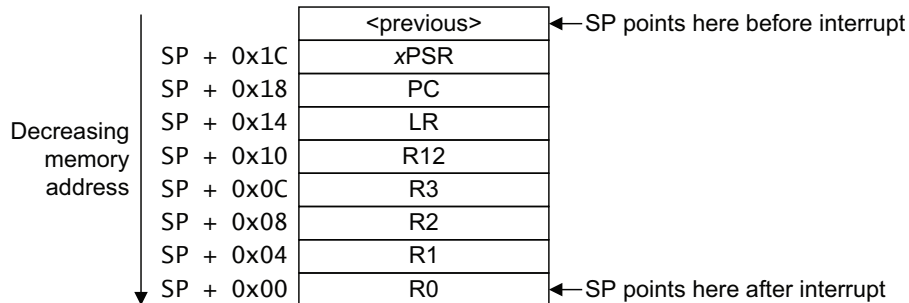 <previous> SP points here before interrupt
SP + 0x1C xPSR
SP + 0x18 PC
SP + 0x14 LR
Decreasing
memory
address
SP + 0x10 R12
SP + 0x0C R3
SP + 0x08 R2
SP + 0x04 R1
SP + 0x00 R0 SP points here after interrupt